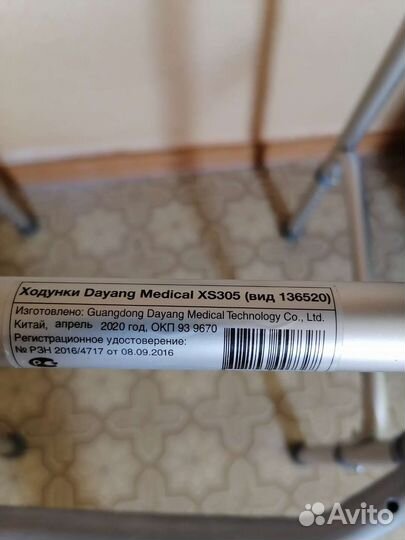 Ходунки Dayang Medical XS305 (вид 136520)
Изготовлено: Guangdong Dayang Medical Technology Co., Ltd.
Китай, апрель 2020 год, ОКП 93 9670
Регистрационное удостоверение:
№ РЗН 2016/4717 от 08.09.2016
Avito